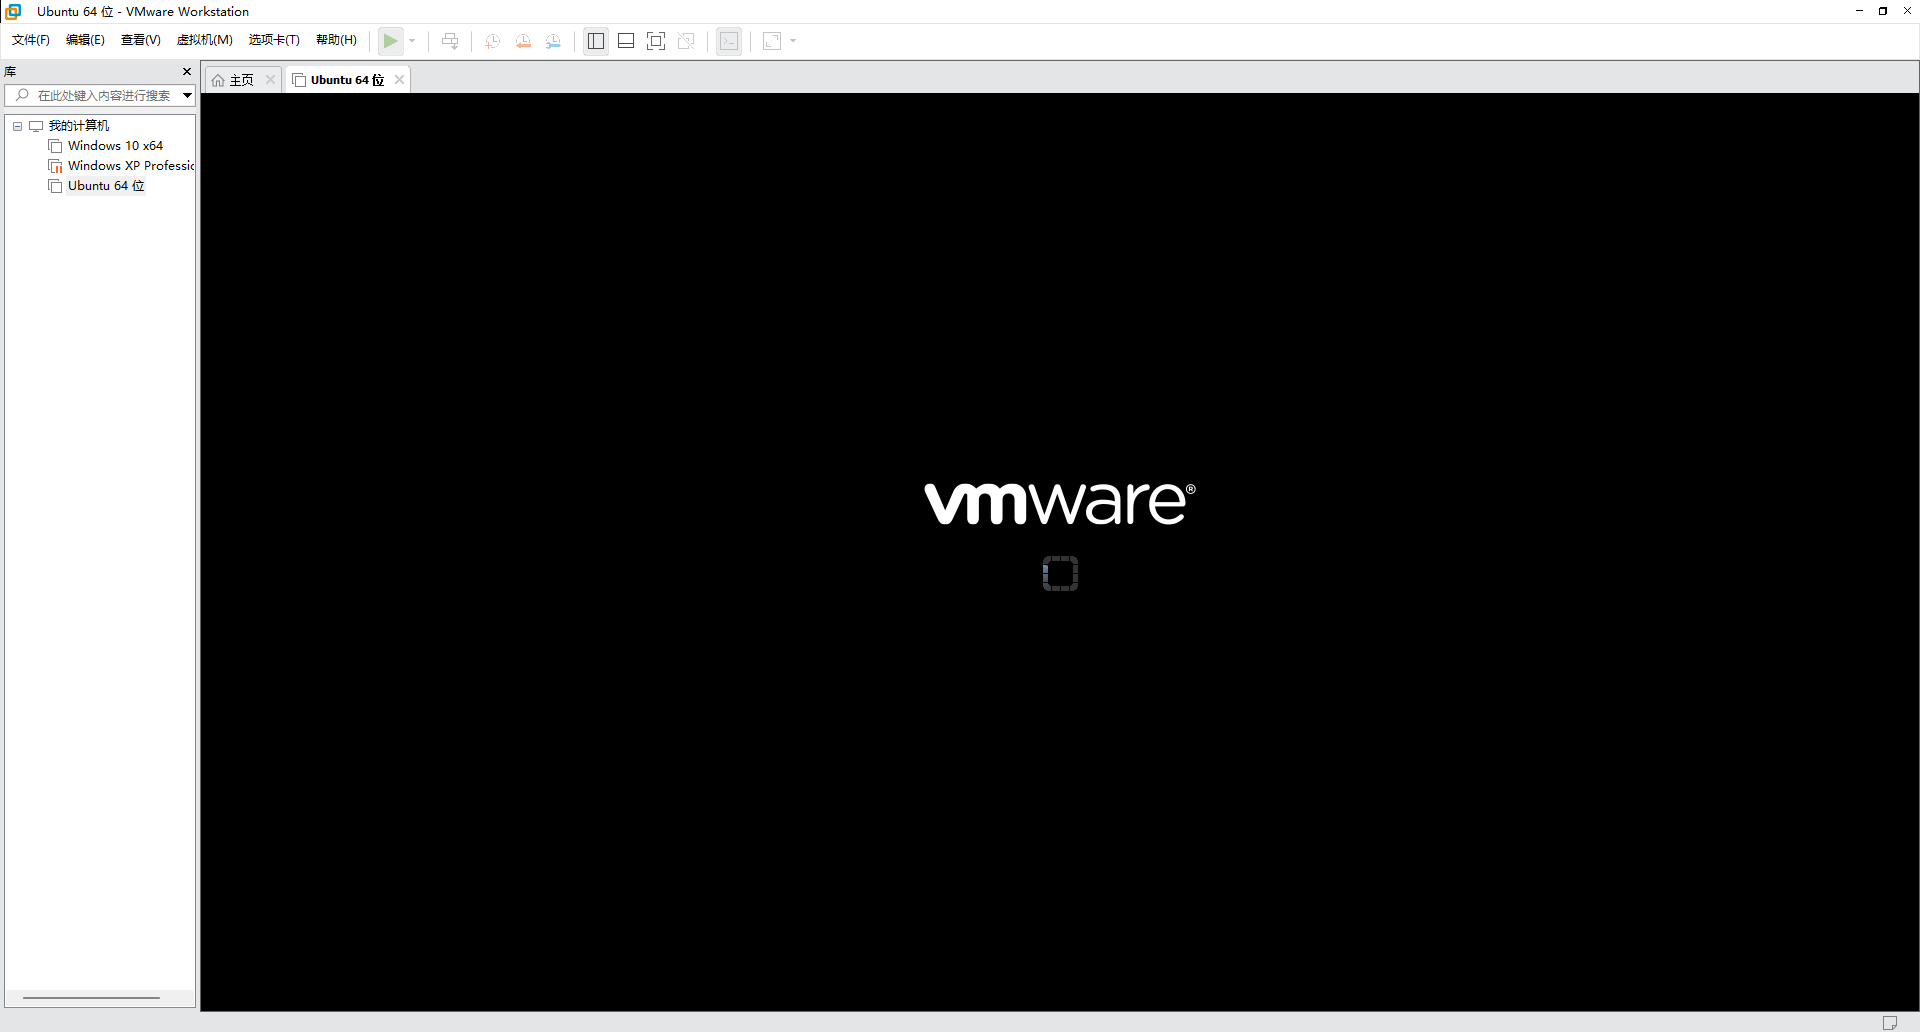 Ubuntu 64 位 - VMware Workstation
文件(F) 编辑(E) 查看(V) 虚拟机(M) 选项卡(T) 帮助(H)
库
在此处键入内容进行搜索
主页 Ubuntu 64 位
我的计算机
Windows 10 x64
Windows XP Professic
Ubuntu 64 位
vmware®